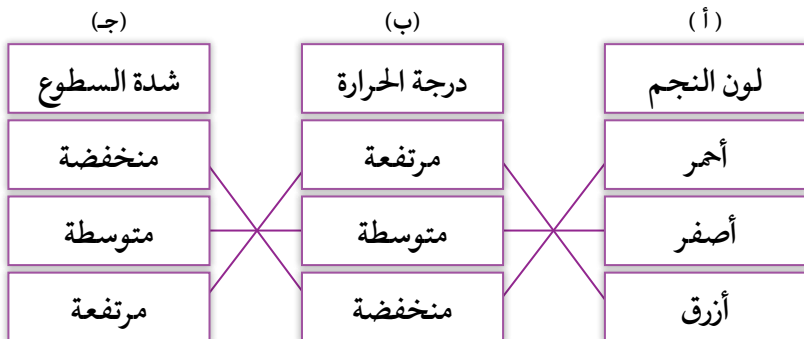 ( أ ) (ب) (جـ)
لون النجم درجة الحرارة شدة السطوع
أحمر مرتفعة منخفضة
أصفر متوسطة متوسطة
أزرق منخفضة مرتفعة